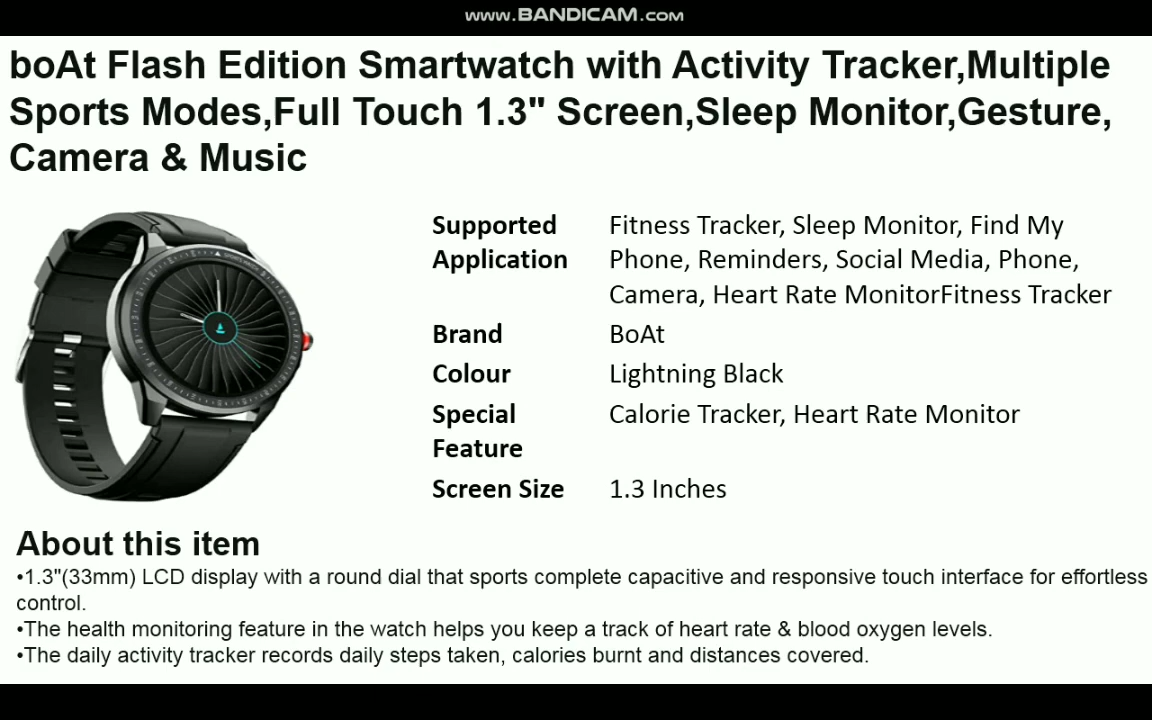 www.BANDICAM.com
boAt Flash Edition Smartwatch with Activity Tracker,Multiple
Sports Modes,Full Touch 1.3" Screen,Sleep Monitor,Gesture,
Camera & Music
Supported Application
Fitness Tracker, Sleep Monitor, Find My
Phone, Reminders, Social Media, Phone,
Camera, Heart Rate MonitorFitness Tracker
Brand BoAt
Colour Lightning Black
Special Feature
Calorie Tracker, Heart Rate Monitor
Screen Size 1.3 Inches
About this item
•1.3"(33mm) LCD display with a round dial that sports complete capacitive and responsive touch interface for effortless
control.
•The health monitoring feature in the watch helps you keep a track of heart rate & blood oxygen levels.
•The daily activity tracker records daily steps taken, calories burnt and distances covered.